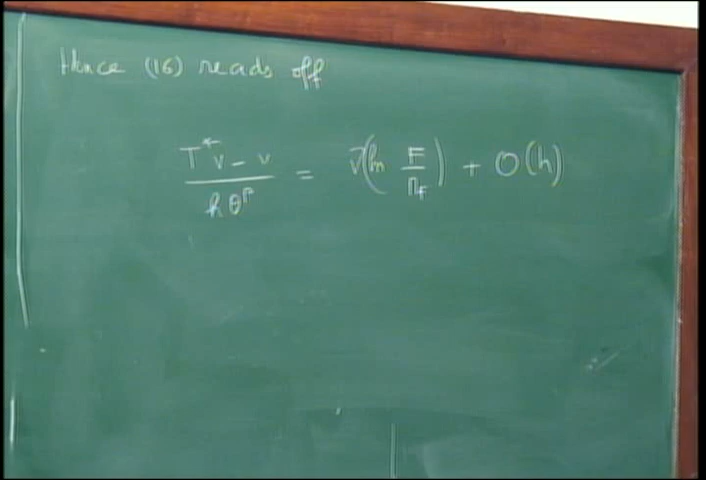 Hence (16) reads off
(T*v - v) / (h θ^n) = ∇(ln F/n_F) + O(h)